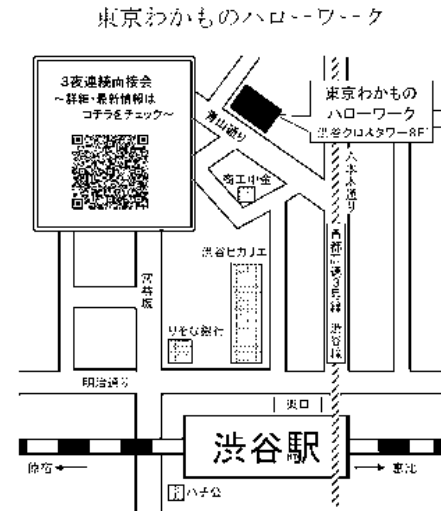 東京わかものハローワーク
3夜連続面接会
～詳細・最新情報は
コチラをチェック～
東京わかもの
ハローワーク
渋谷クロスタワー8F
青山通り
六本木通り
商工中金
渋谷ヒカリエ
首都高速3号線 渋谷線
宮益坂
りそな銀行
明治通り
東口
渋谷駅
原宿
恵比
ハチ公